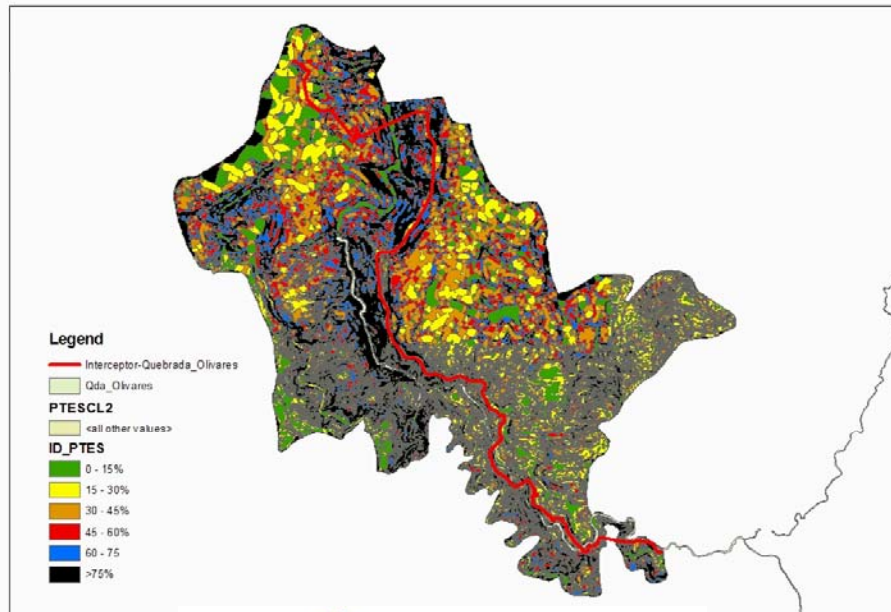 Legend
Interceptor-Quebrada_Olivares
Qda_Olivares
PTESCL2
<all other values>
ID_PTES
0 - 15%
15 - 30%
30 - 45%
45 - 60%
60 - 75
>75%